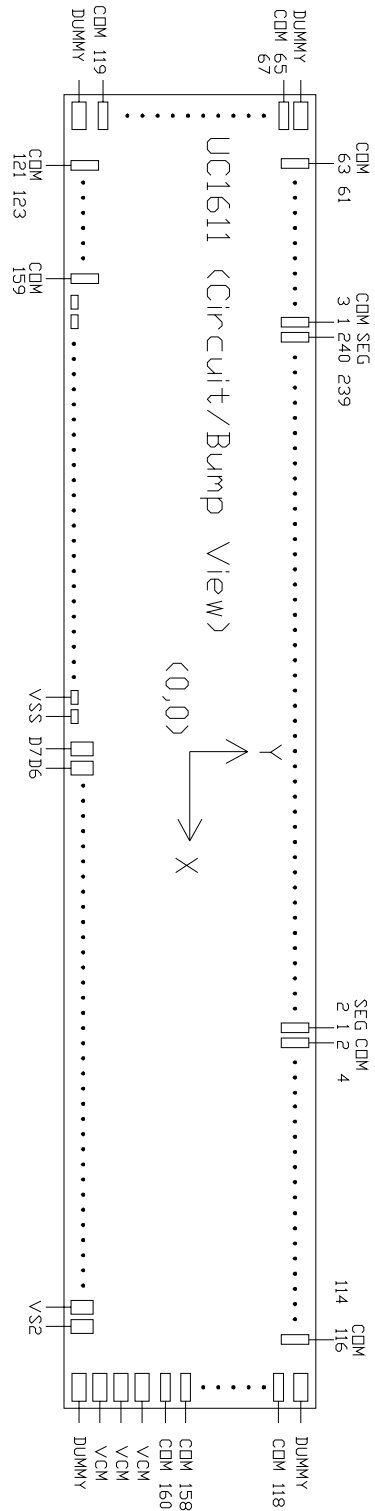 COM COM SEG SEG COM COM
63 61 3 1 240 239 2 1 2 4 114 116
DUMMY DUMMY
COM 65 COM 118
67
UC1611 (Circuit/Bump View)
Y
(0,0)
X
COM 158
COM 160
VCM
VCM
COM 119 VCM
DUMMY DUMMY
COM COM VSS D7 D6 VS2
121 123 159